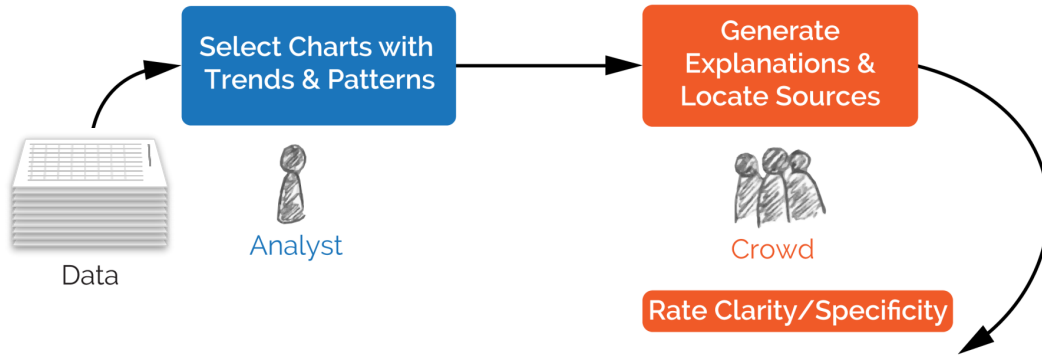 Select Charts with
Trends & Patterns
Generate
Explanations &
Locate Sources
Data
Analyst
Crowd
Rate Clarity/Specificity